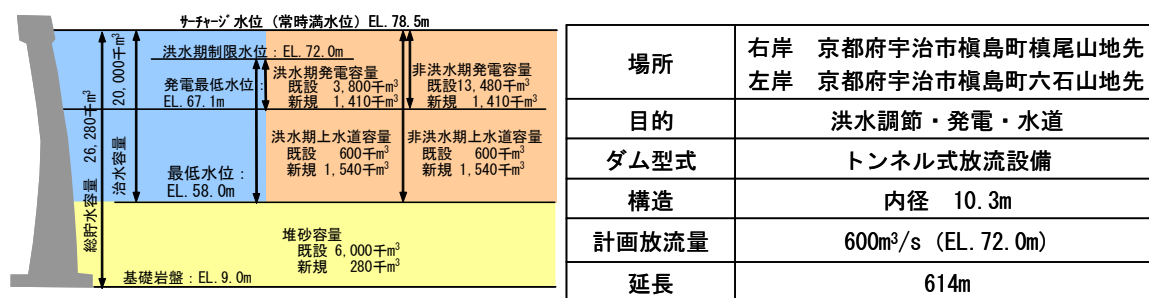 サーチャージ水位（常時満水位）EL.78.5m
洪水期制限水位：EL.72.0m
発電最低水位：
EL.67.1m
洪水期発電容量
既設 3,800千m³
新規 1,410千m³
非洪水期発電容量
既設13,480千m³
新規 1,410千m³
総貯水容量 26,280千m³
治水容量 20,000千m³
最低水位：
EL.58.0m
洪水期上水道容量
既設 600千m³
新規 1,540千m³
非洪水期上水道容量
既設 600千m³
新規 1,540千m³
堆砂容量
既設 6,000千m³
新規 280千m³
基礎岩盤：EL.9.0m
場所
右岸 京都府宇治市槇島町槙尾山地先
左岸 京都府宇治市槇島町六石山地先
目的 洪水調節・発電・水道
ダム型式 トンネル式放流設備
構造 内径 10.3m
計画放流量 600m³/s（EL.72.0m）
延長 614m